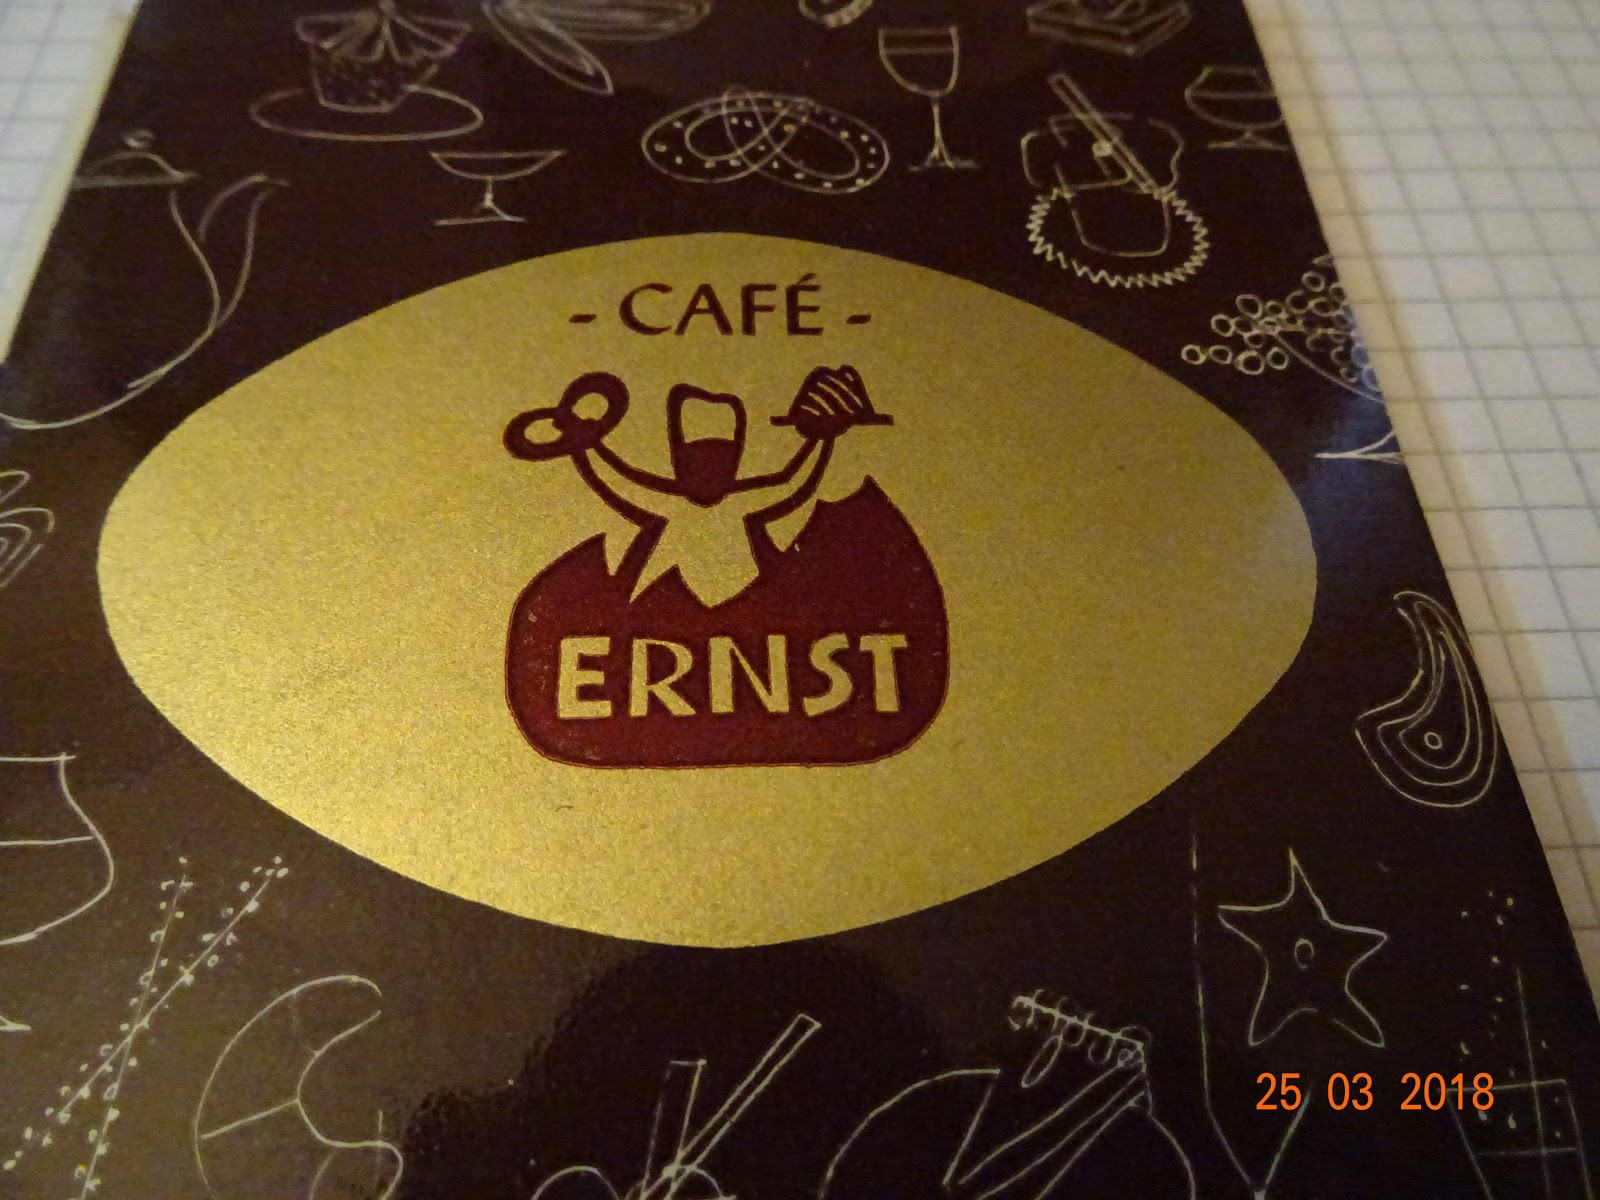 - CAFÉ -
ERNST
25 03 2018